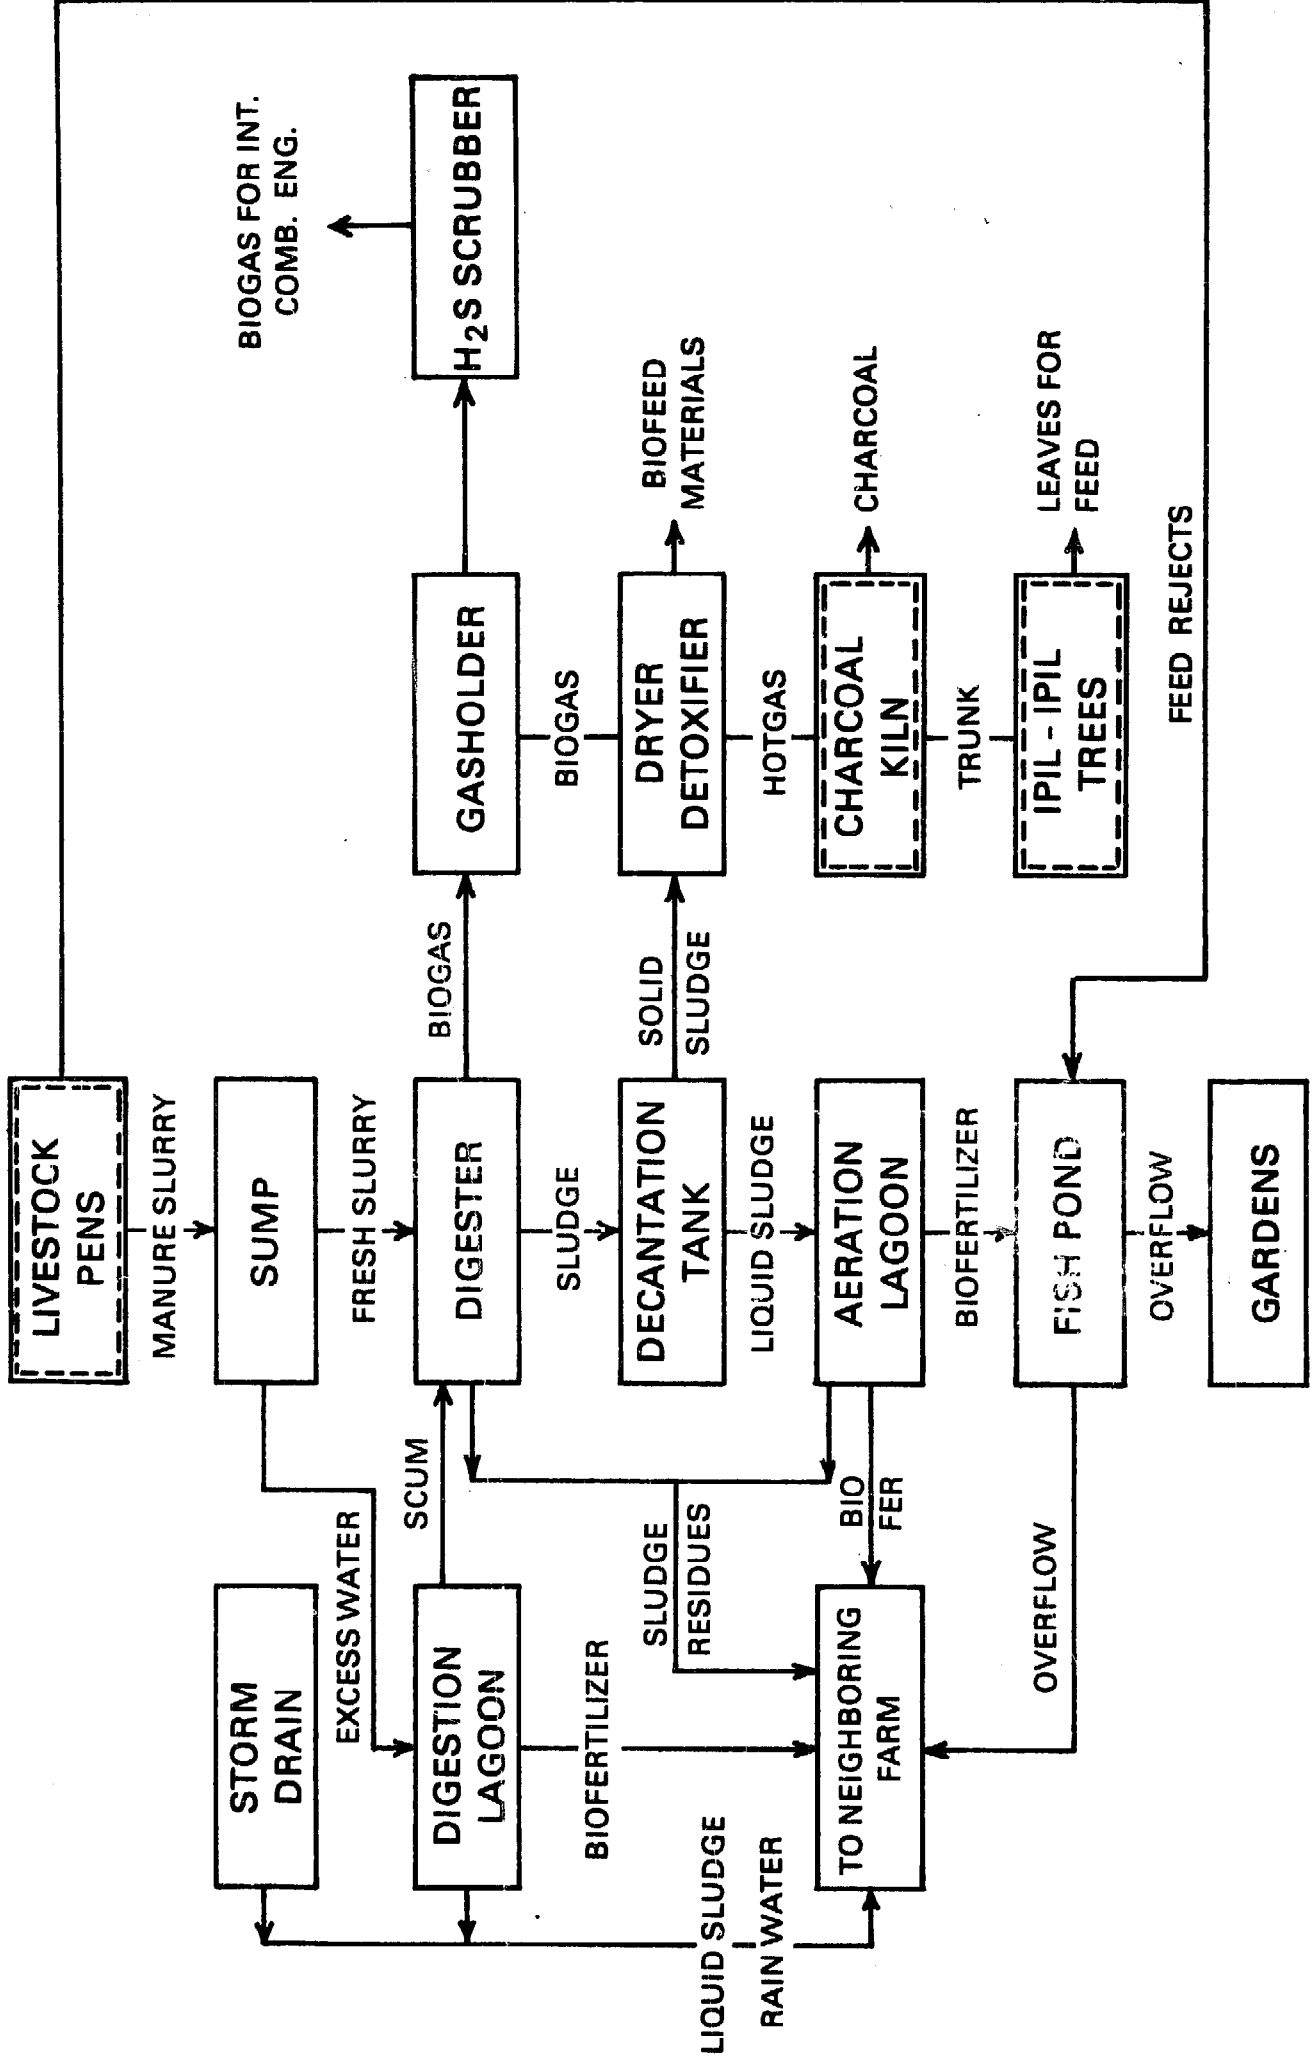 LIVESTOCK
PENS
MANURE SLURRY
STORM
DRAIN
SUMP
BIOGAS FOR INT.
COMB. ENG.
EXCESS WATER
FRESH SLURRY
SCUM
BIOGAS
DIGESTION
LAGOON
DIGESTER
GASHOLDER
H₂S SCRUBBER
BIOFERTILIZER
SLUDGE
BIOGAS
SLUDGE
RESIDUES
DECANTATION
TANK
SOLID
SLUDGE
DRYER
DETOXIFIER
BIOFEED
MATERIALS
LIQUID SLUDGE
RAIN WATER
LIQUID SLUDGE
HOTGAS
TO NEIGHBORING
FARM
BIO
FER
AERATION
LAGOON
CHARCOAL
KILN
CHARCOAL
BIOFERTILIZER
TRUNK
OVERFLOW
FISH POND
IPIL - IPIL
TREES
LEAVES FOR
FEED
OVERFLOW
FEED REJECTS
GARDENS